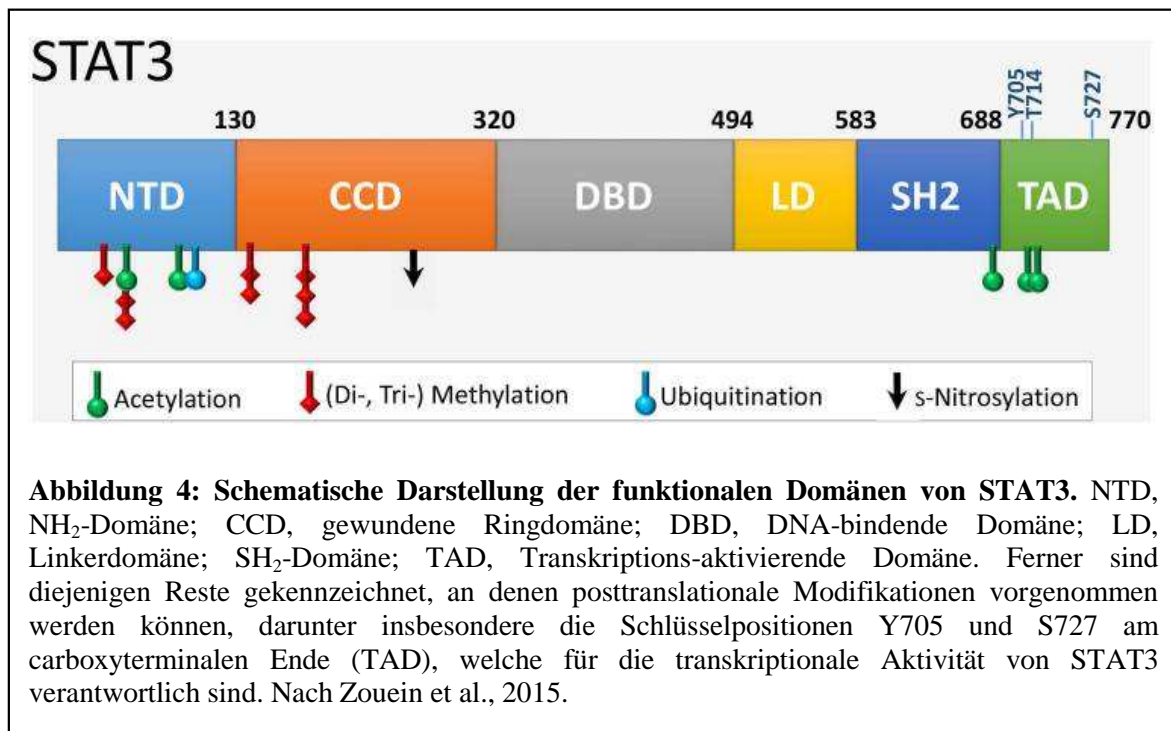 STAT3
130 320 494 583 688 Y705 T714 S727 770
NTD CCD DBD LD SH2 TAD
Acetylation (Di-, Tri-) Methylation Ubiquitination s-Nitrosylation
Abbildung 4: Schematische Darstellung der funktionalen Domänen von STAT3. NTD,
NH₂-Domäne; CCD, gewundene Ringdomäne; DBD, DNA-bindende Domäne; LD,
Linkerdomäne; SH₂-Domäne; TAD, Transkriptions-aktivierende Domäne. Ferner sind
diejenigen Reste gekennzeichnet, an denen posttranslationale Modifikationen vorgenommen
werden können, darunter insbesondere die Schlüsselpositionen Y705 und S727 am
carboxyterminalen Ende (TAD), welche für die transkriptionale Aktivität von STAT3
verantwortlich sind. Nach Zouein et al., 2015.